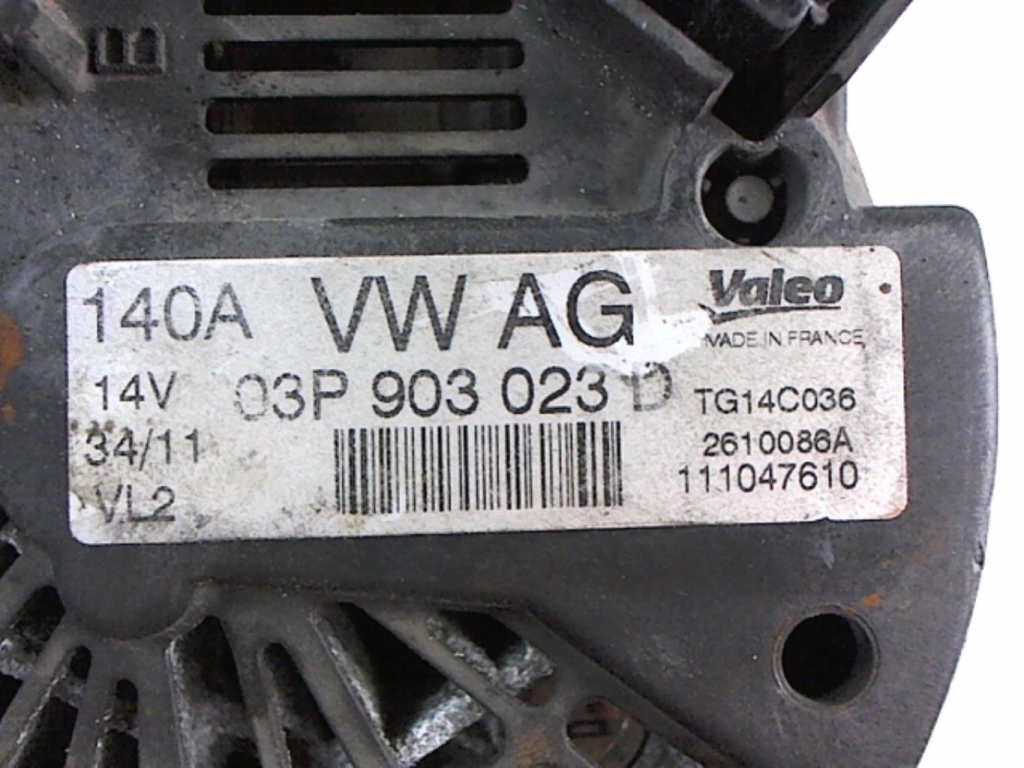 B
140A VW AG Valeo
MADE IN FRANCE
14V 03P 903 023 D TG14C036
34/11 2610086A
VL2 111047610